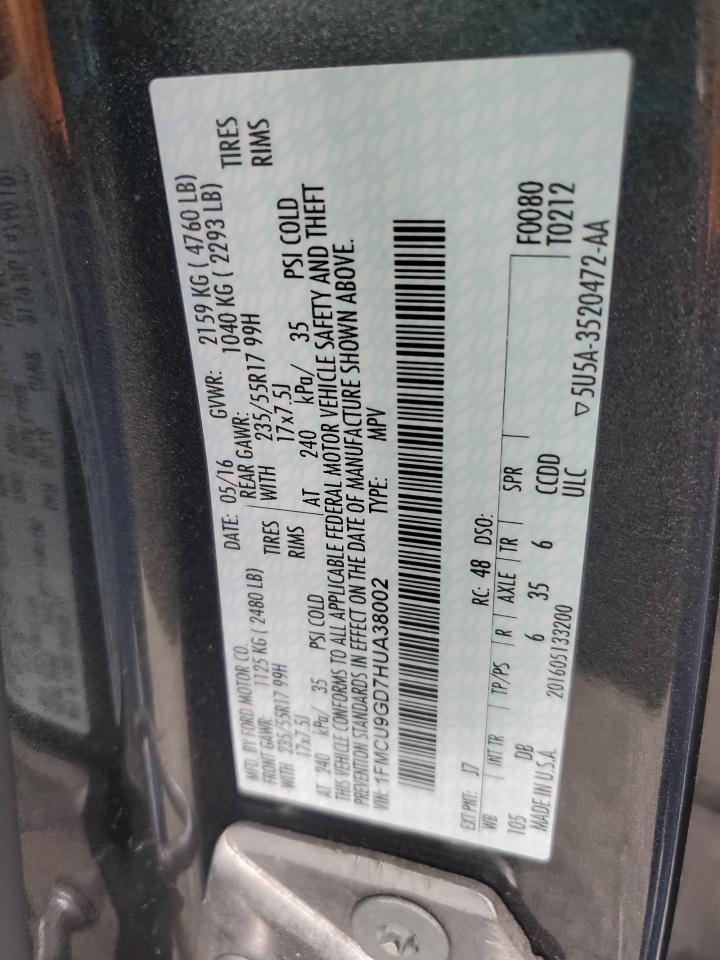 MFD. BY FORD MOTOR CO.
DATE: 05/16 GVWR: 2159 KG ( 4760 LB)
FRONT GAWR: 1125 KG ( 2480 LB) REAR GAWR: 1040 KG ( 2293 LB)
WITH 235/55R17 99H TIRES WITH 235/55R17 99H TIRES
17x7.5J RIMS 17x7.5J RIMS
AT 240 kPa/ 35 PSI COLD AT 240 kPa/ 35 PSI COLD
THIS VEHICLE CONFORMS TO ALL APPLICABLE FEDERAL MOTOR VEHICLE SAFETY AND THEFT
PREVENTION STANDARDS IN EFFECT ON THE DATE OF MANUFACTURE SHOWN ABOVE.
VIN: 1FMCU9GD7HUA38002 TYPE: MPV
EXT PNT: J7 RC: 48 DSO: F0080
T0212
WB INT TR TP/PS R AXLE TR SPR
105 DB 6 35 6 CCDD
MADE IN U.S.A. 201605133200 ULC
▽5U5A-3520472-AA